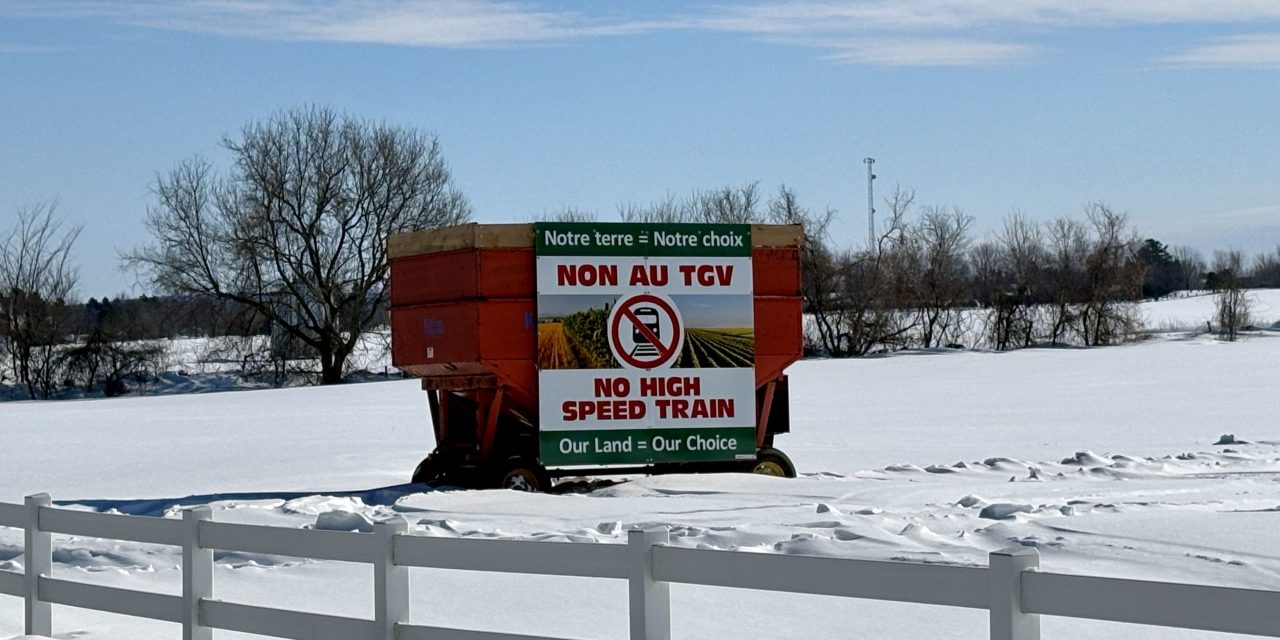 Notre terre = Notre choix
NON AU TGV
NO HIGH
SPEED TRAIN
Our Land = Our Choice